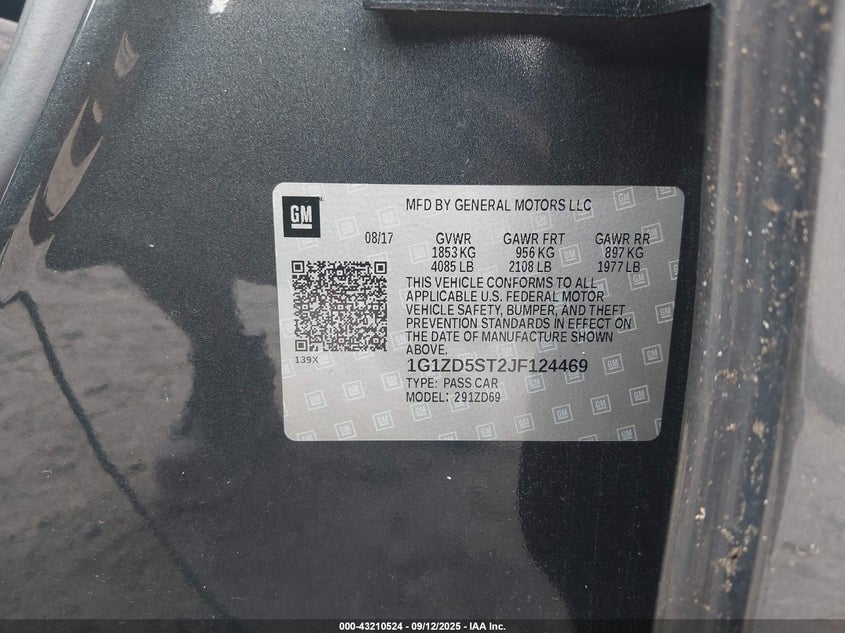 GM
MFD BY GENERAL MOTORS LLC
08/17 GVWR GAWR FRT GAWR RR
1853 KG 956 KG 897 KG
4085 LB 2108 LB 1977 LB
THIS VEHICLE CONFORMS TO ALL
APPLICABLE U.S. FEDERAL MOTOR
VEHICLE SAFETY, BUMPER, AND THEFT
PREVENTION STANDARDS IN EFFECT ON
THE DATE OF MANUFACTURE SHOWN
ABOVE.
139X
1G1ZD5ST2JF124469
TYPE: PASS CAR
MODEL: 291ZD69
000-43210524 - 09/12/2025 - IAA Inc.